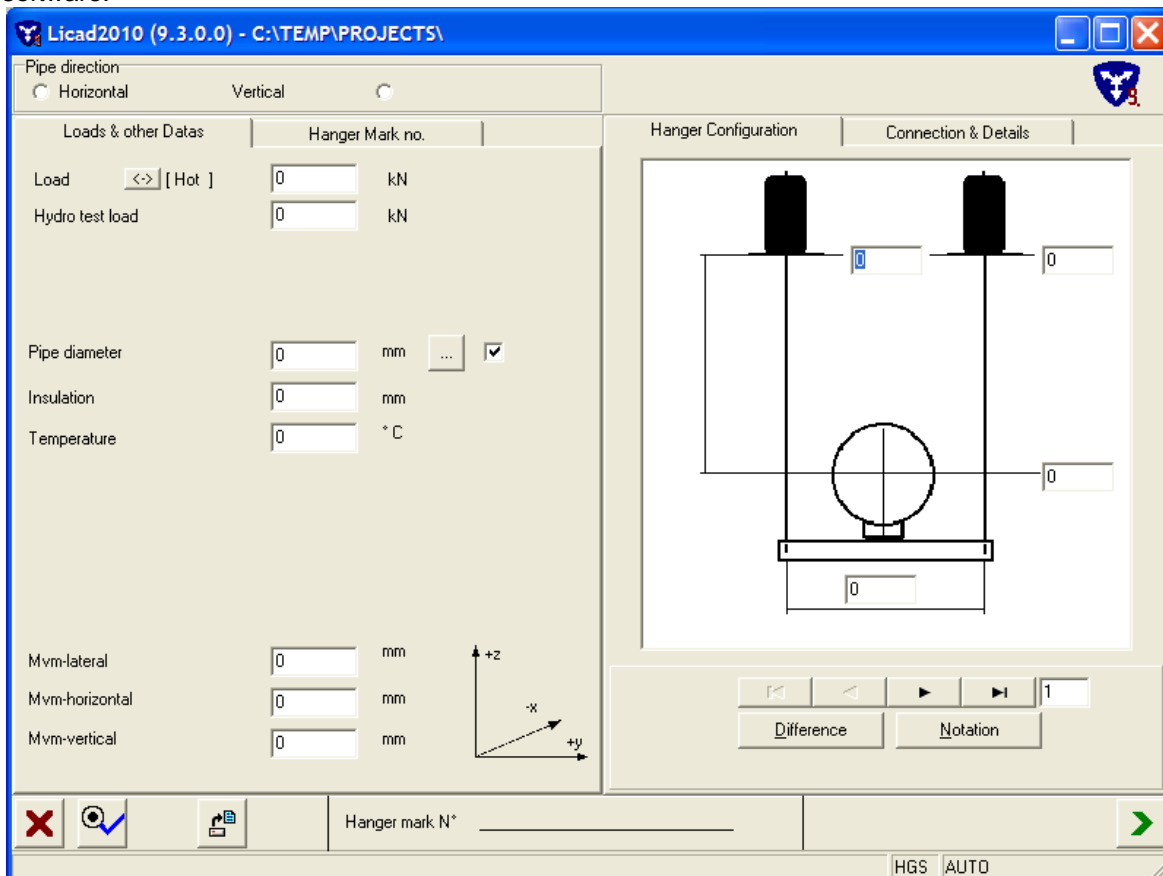 software.
Licad2010 (9.3.0.0) - C:\TEMP\PROJECTS\
Pipe direction
Horizontal Vertical
Loads & other Datas Hanger Mark no.
Hanger Configuration Connection & Details
Load <-> [ Hot ] 0 kN
Hydro test load 0 kN
0 0
Pipe diameter 0 mm ...
Insulation 0 mm
Temperature 0 °C
0
0
Mvm-lateral 0 mm
Mvm-horizontal 0 mm
Mvm-vertical 0 mm
+z
-x
+y
1
Difference Notation
Hanger mark N°
HGS AUTO